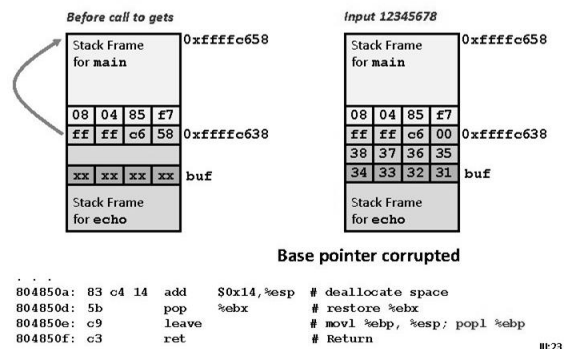 Before call to gets
Input 12345678
Stack Frame
for main
0xffffc658
08 04 85 f7
ff ff c6 58
0xffffc638
xx xx xx xx
buf
Stack Frame
for echo
Stack Frame
for main
0xffffc658
08 04 85 f7
ff ff c6 00
0xffffc638
38 37 36 35
34 33 32 31
buf
Stack Frame
for echo
Base pointer corrupted
. . .
804850a: 83 c4 14 add $0x14,%esp # deallocate space
804850d: 5b pop %ebx # restore %ebx
804850e: c9 leave # movl %ebp, %esp; popl %ebp
804850f: c3 ret # Return